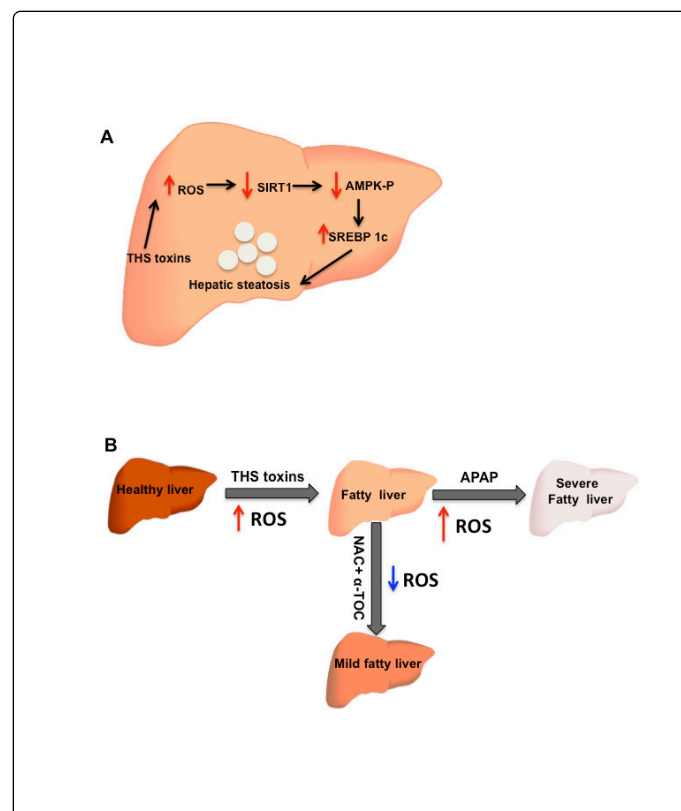 A
ROS
SIRT1
AMPK-P
SREBP 1c
THS toxins
Hepatic steatosis
B
Healthy liver
THS toxins
ROS
Fatty liver
APAP
ROS
Severe
Fatty liver
NAC+ α-TOC
ROS
Mild fatty liver